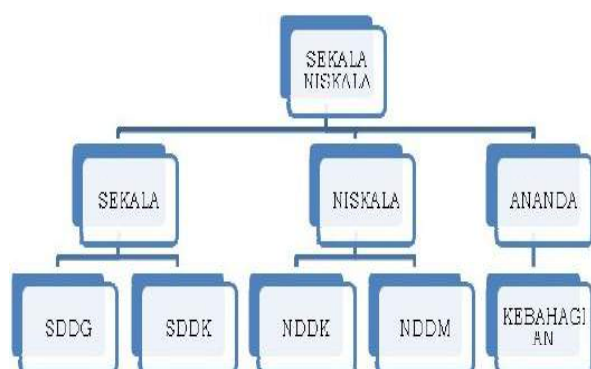 SEKALA
NISKALA
SEKALA
NISKALA
ANANDA
SDDG
SDDK
NDDK
NDDM
KEBAHAGI
AN